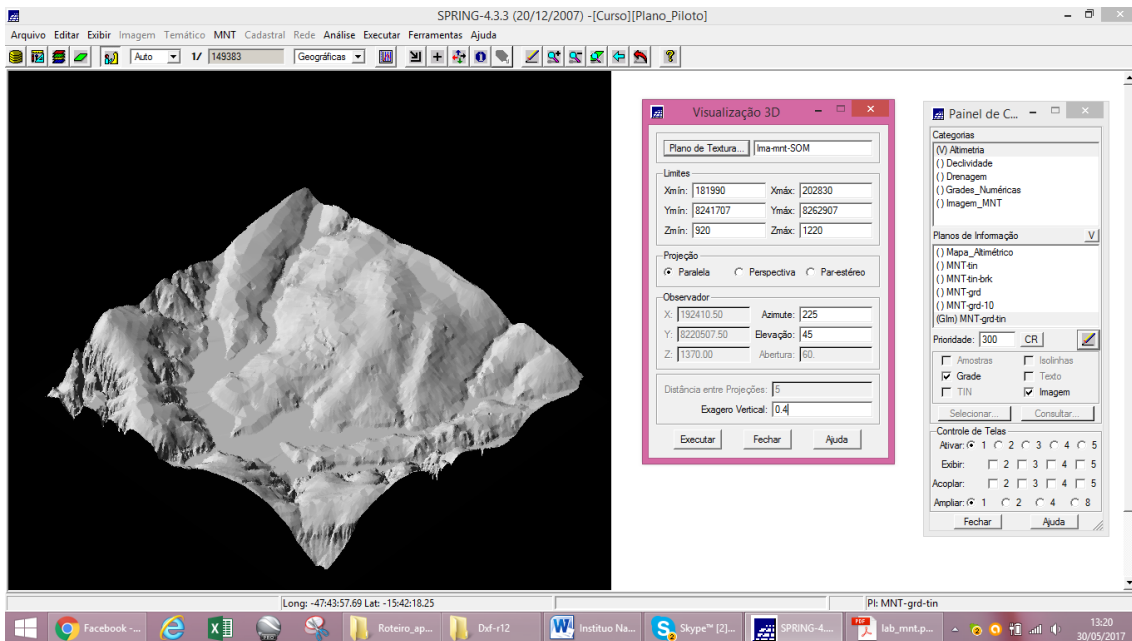 SPRING-4.3.3 (20/12/2007) -[Curso][Plano_Piloto]
Arquivo Editar Exibir Imagem Temático MNT Cadastral Rede Análise Executar Ferramentas Ajuda
Auto 1/ 149383 Geográficas
Visualização 3D
Plano de Textura... Ima-mnt-SOM
Limites
Xmín: 181990 Xmáx: 202830
Ymín: 8241707 Ymáx: 8262907
Zmín: 920 Zmáx: 1220
Projeção
Paralela Perspectiva Par-estéreo
Observador
X: 192410.50 Azimute: 225
Y: 8220507.50 Elevação: 45
Z: 1370.00 Abertura: 60.
Distância entre Projeções: 5
Exagero Vertical: 0.4
Executar Fechar Ajuda
Painel de C...
Categorias
(V) Altimetria
() Declividade
() Drenagem
() Grades_Numéricas
() Imagem_MNT
Planos de Informação V
() Mapa_Altimétrico
() MNT-tin
() MNT-tin-brk
() MNT-grd
() MNT-grd-10
(GIm) MNT-grd-tin
Prioridade: 300 CR
Amostras Isolinhas
Grade Texto
TIN Imagem
Selecionar... Consultar...
Controle de Telas
Ativar: 1 2 3 4 5
Exibir: 2 3 4 5
Acoplar: 2 3 4 5
Ampliar: 1 2 4 8
Fechar Ajuda
Long: -47:43:57.69 Lat: -15:42:18.25 PI: MNT-grd-tin
Facebook -... Roteiro_ap... Dxf-r12 Instituo Na... Skype™ [2]... SPRING-4.... lab_mnt.p... 13:20
30/05/2017